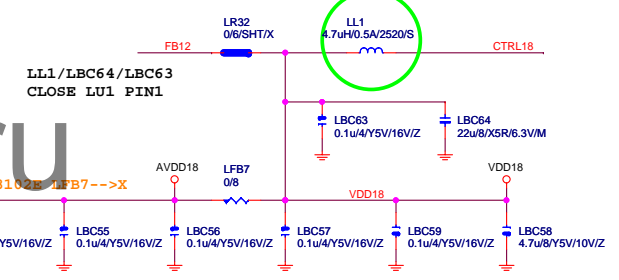 LR32
0/6/SHT/X
LL1
4.7uH/0.5A/2520/S
FB12
CTRL18
LL1/LBC64/LBC63
CLOSE LU1 PIN1
LBC63
0.1u/4/Y5V/16V/Z
LBC64
22u/8/X5R/6.3V/M
ru
LFB7-->X
AVDD18
LFB7
0/8
VDD18
VDD18
LBC55
Y5V/16V/Z
LBC56
0.1u/4/Y5V/16V/Z
LBC57
0.1u/4/Y5V/16V/Z
LBC59
0.1u/4/Y5V/16V/Z
LBC58
4.7u/8/Y5V/10V/Z